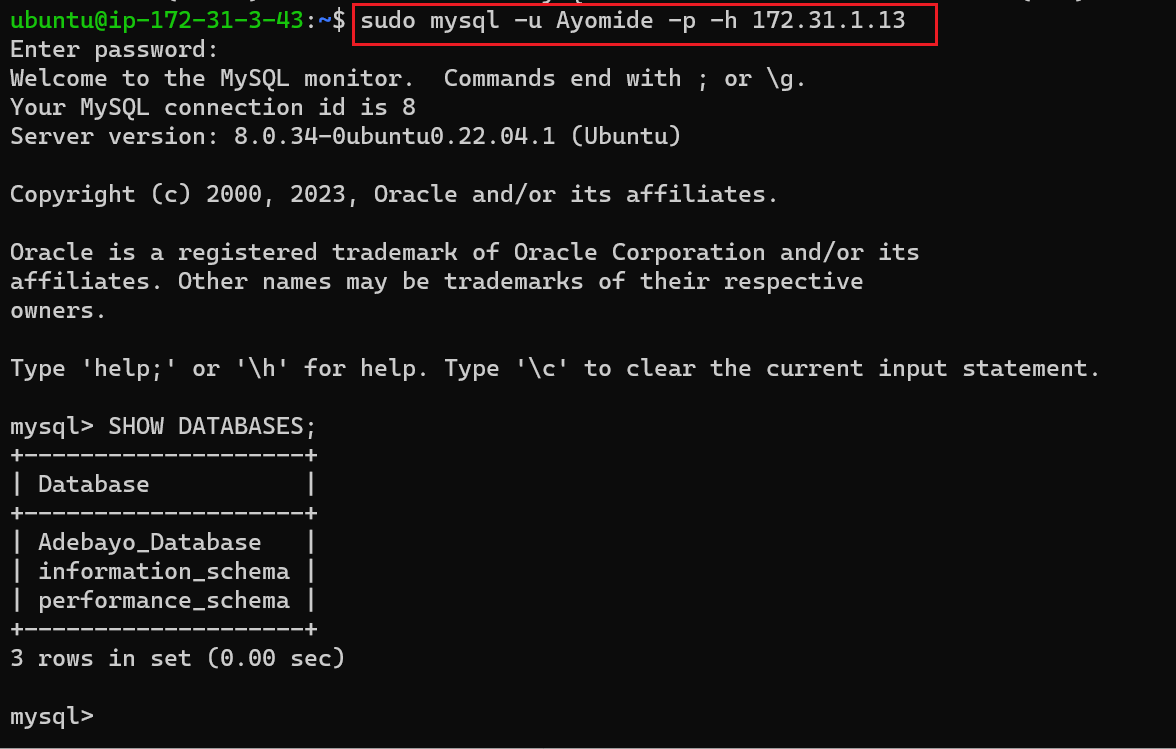 ubuntu@ip-172-31-3-43:~$ sudo mysql -u Ayomide -p -h 172.31.1.13
Enter password:
Welcome to the MySQL monitor.  Commands end with ; or \g.
Your MySQL connection id is 8
Server version: 8.0.34-0ubuntu0.22.04.1 (Ubuntu)

Copyright (c) 2000, 2023, Oracle and/or its affiliates.

Oracle is a registered trademark of Oracle Corporation and/or its
affiliates. Other names may be trademarks of their respective
owners.

Type 'help;' or '\h' for help. Type '\c' to clear the current input statement.

mysql> SHOW DATABASES;
+--------------------+
| Database           |
+--------------------+
| Adebayo_Database   |
| information_schema |
| performance_schema |
+--------------------+
3 rows in set (0.00 sec)

mysql>